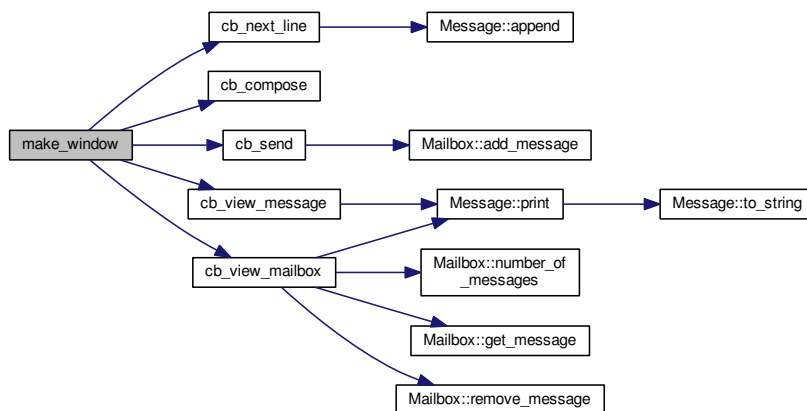 cb_next_line
Message::append
cb_compose
make_window
cb_send
Mailbox::add_message
cb_view_message
Message::print
Message::to_string
cb_view_mailbox
Mailbox::number_of
_messages
Mailbox::get_message
Mailbox::remove_message